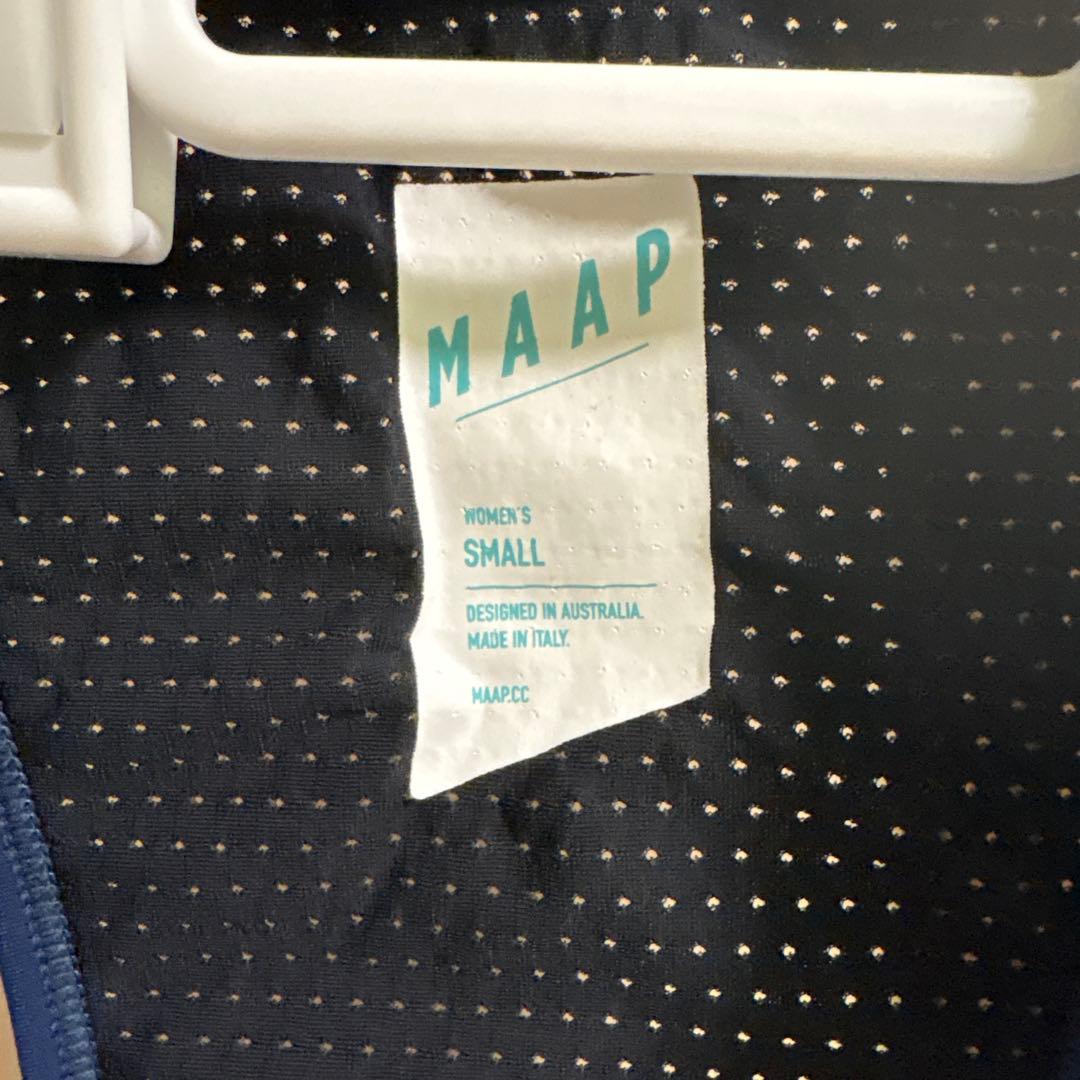 MAAP
WOMEN'S
SMALL
DESIGNED IN AUSTRALIA.
MADE IN ITALY.
MAAP.CC